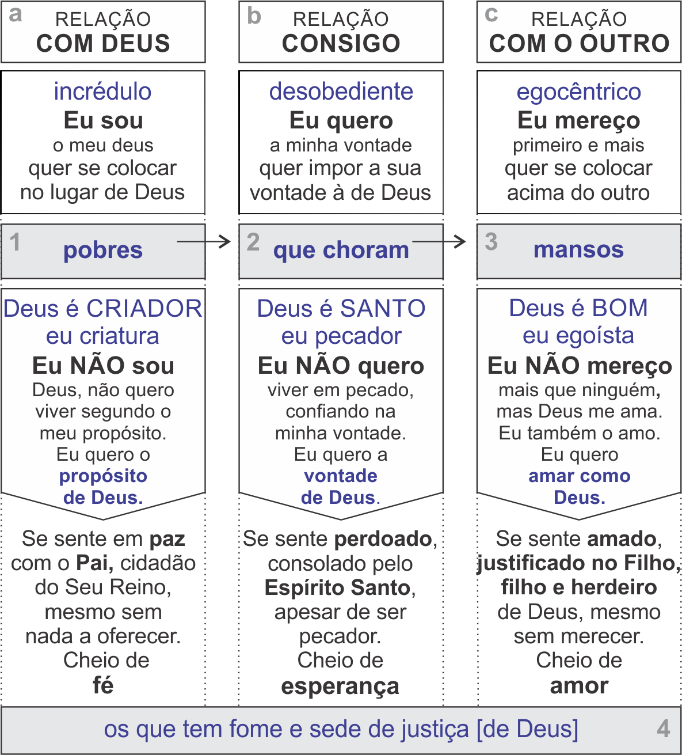 a RELAÇÃO
COM DEUS
incrédulo
Eu sou
o meu deus
quer se colocar
no lugar de Deus
1 pobres
Deus é CRIADOR
eu criatura
Eu NÃO sou
Deus, não quero
viver segundo o
meu propósito.
Eu quero o
propósito
de Deus.
Se sente em paz
com o Pai, cidadão
do Seu Reino,
mesmo sem
nada a oferecer.
Cheio de
fé
b RELAÇÃO
CONSIGO
desobediente
Eu quero
a minha vontade
quer impor a sua
vontade à de Deus
2 que choram
Deus é SANTO
eu pecador
Eu NÃO quero
viver em pecado,
confiando na
minha vontade.
Eu quero a
vontade
de Deus.
Se sente perdoado,
consolado pelo
Espírito Santo,
apesar de ser
pecador.
Cheio de
esperança
c RELAÇÃO
COM O OUTRO
egocêntrico
Eu mereço
primeiro e mais
quer se colocar
acima do outro
3 mansos
Deus é BOM
eu egoísta
Eu NÃO mereço
mais que ninguém,
mas Deus me ama.
Eu também o amo.
Eu quero
amar como
Deus.
Se sente amado,
justificado no Filho,
filho e herdeiro
de Deus, mesmo
sem merecer.
Cheio de
amor
os que tem fome e sede de justiça [de Deus] 4